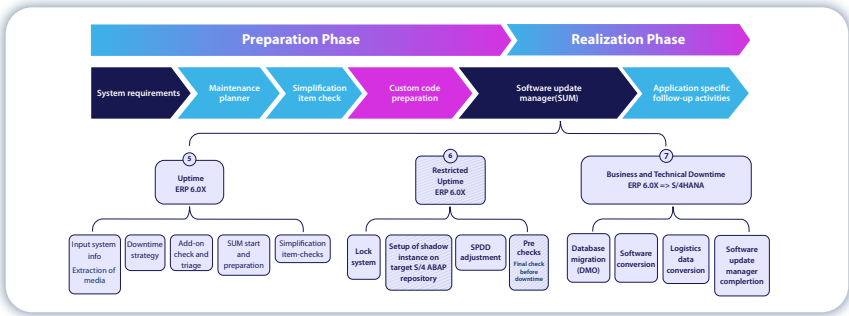 Preparation Phase
Realization Phase
System requirements
Maintenance
planner
Simplification
item check
Custom code
preparation
Software update
manager(SUM)
Application specific
folllow-up activities
5
Uptime
ERP 6.0X
6
Restricted
Uptime
ERP 6.0X
7
Business and Technical Downtime
ERP 6.0X => S/4HANA
Input system
info
Extraction of
media
Downtime
strategy
Add-on
check and
triage
SUM start
and
preparation
Simplification
item-checks
Lock
system
Setup of shadow
instance on
target S/4 ABAP
repository
SPDD
adjustment
Pre
checks
Final check
before
downtime
Database
migration
(DMO)
Software
conversion
Logistics
data
conversion
Software
update
manager
complertion